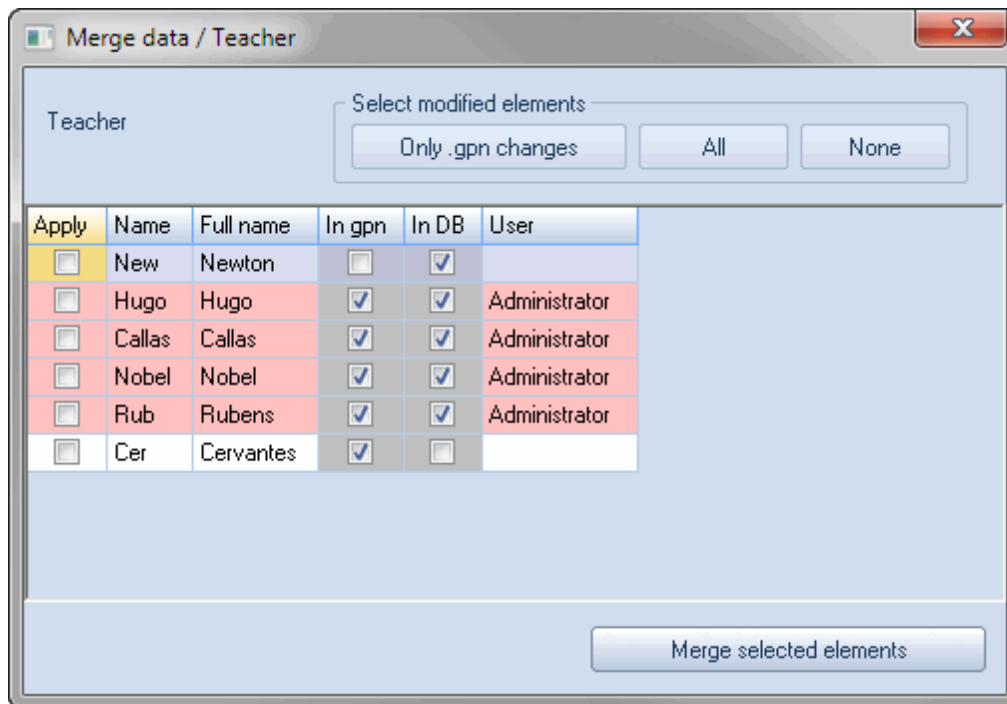 Merge data / Teacher
Select modified elements
Teacher
Only .gpn changes All None
Apply Name Full name In gpn In DB User
New Newton
Hugo Hugo Administrator
Callas Callas Administrator
Nobel Nobel Administrator
Rub Rubens Administrator
Cer Cervantes
Merge selected elements